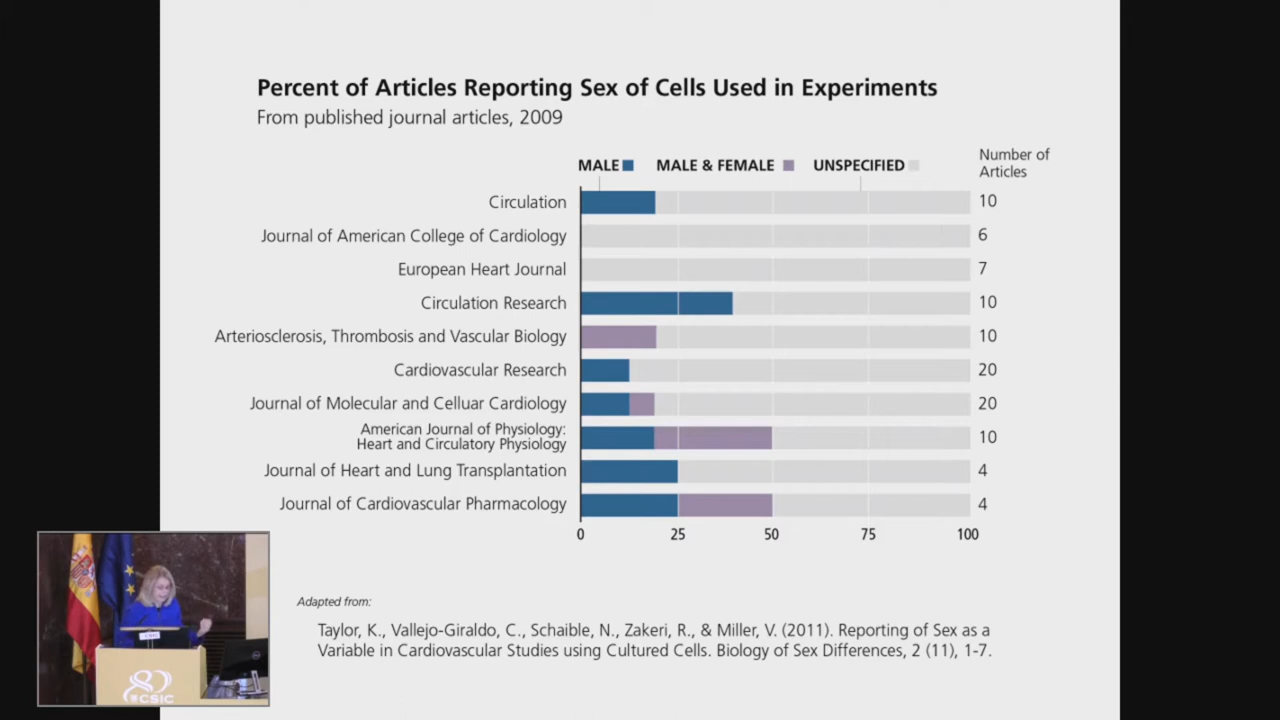 Percent of Articles Reporting Sex of Cells Used in Experiments
From published journal articles, 2009
MALE MALE & FEMALE UNSPECIFIED
Number of
Articles
Circulation 10
Journal of American College of Cardiology 6
European Heart Journal 7
Circulation Research 10
Arteriosclerosis, Thrombosis and Vascular Biology 10
Cardiovascular Research 20
Journal of Molecular and Celluar Cardiology 20
American Journal of Physiology:
Heart and Circulatory Physiology 10
Journal of Heart and Lung Transplantation 4
Journal of Cardiovascular Pharmacology 4
0 25 50 75 100
Adapted from:
Taylor, K., Vallejo-Giraldo, C., Schaible, N., Zakeri, R., & Miller, V. (2011). Reporting of Sex as a
Variable in Cardiovascular Studies using Cultured Cells. Biology of Sex Differences, 2 (11), 1-7.
80
CSIC